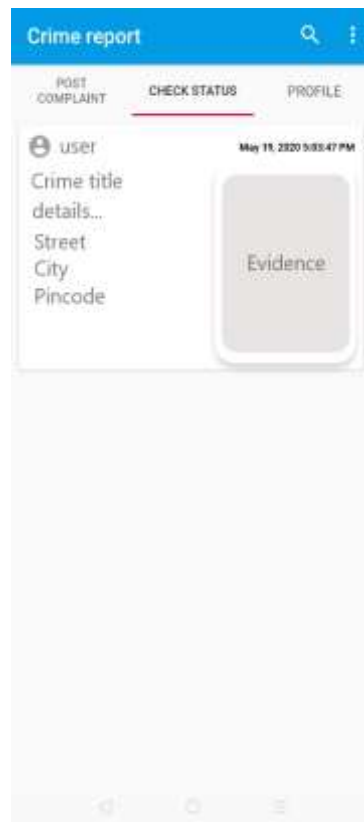 Crime report
POST
COMPLAINT
CHECK STATUS
PROFILE
user
May 19, 2020 5:03:47 PM
Crime title
details...
Street
City
Pincode
Evidence